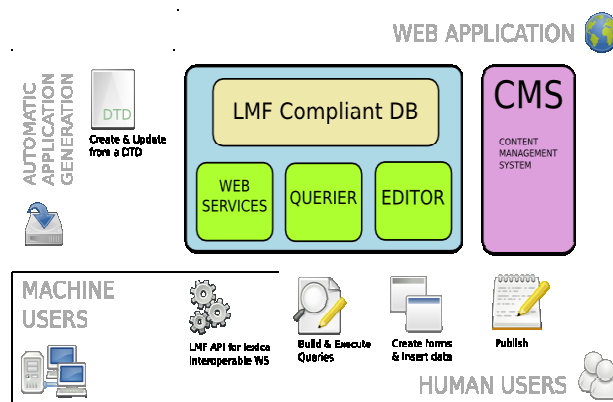 WEB APPLICATION
AUTOMATIC
APPLICATION
GENERATION
DTD
Create & Update
from a DTD
LMF Compliant DB
WEB
SERVICES
QUERIER
EDITOR
CMS
CONTENT
MANAGEMENT
SYSTEM
MACHINE
USERS
LMF API for lexica
interoperable WS
Build & Execute
Queries
Create forms
& Insert data
Publish
HUMAN USERS